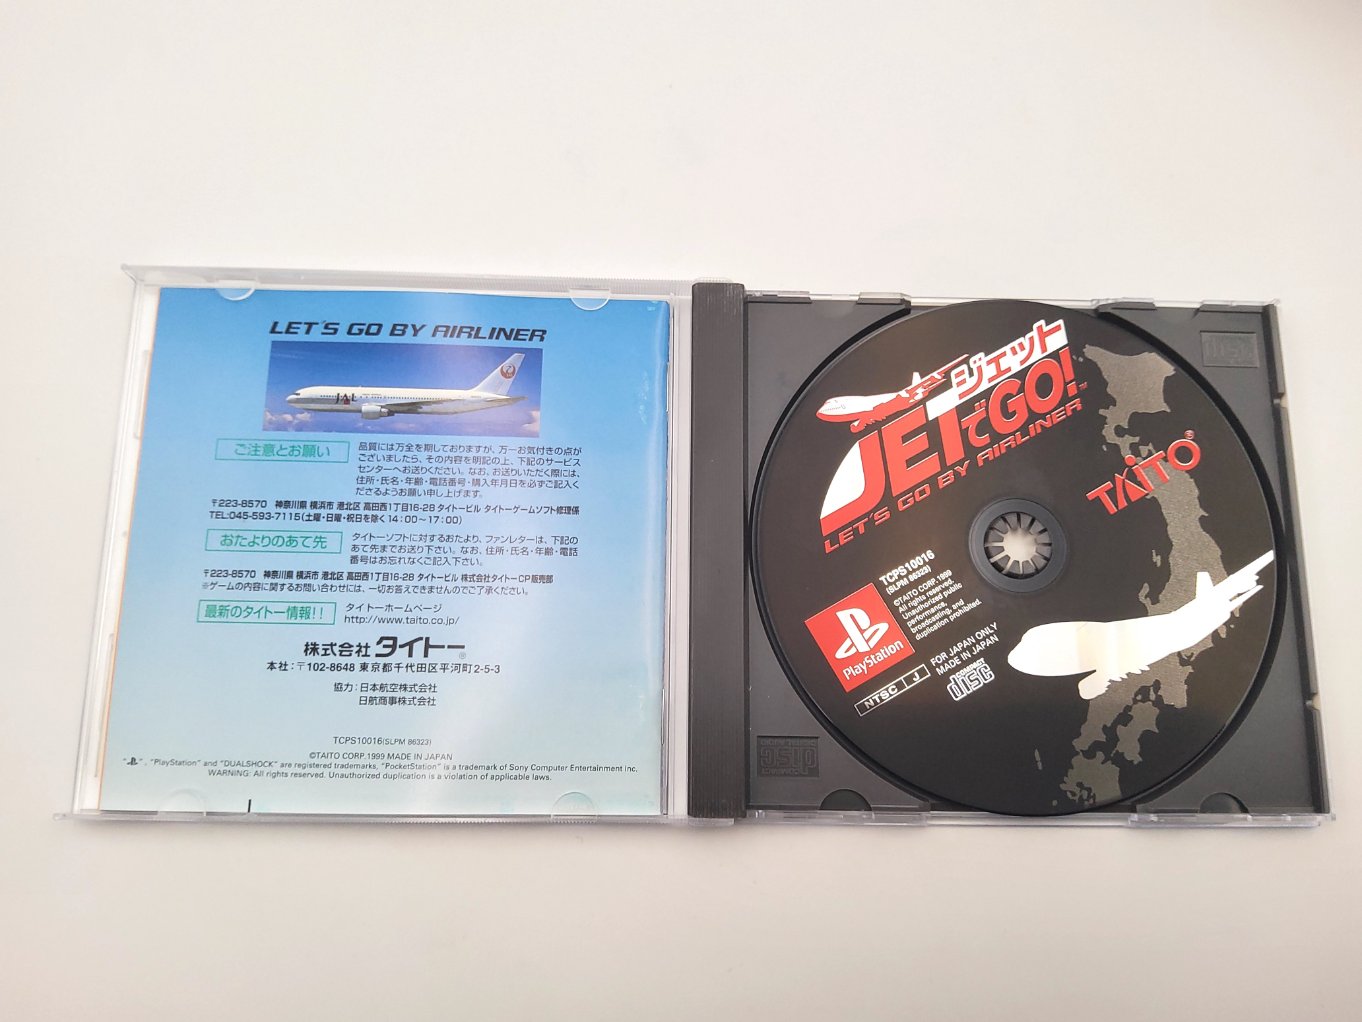 LET'S GO BY AIRLINER
JAL
ご注意とお願い
品質には万全を期しておりますが、万一お気付きの点が
ございましたら、その内容を明記の上、下記のサービス
センターへお送りください。なお、お送りいただく際には、
住所・氏名・年齢・電話番号・購入年月日を必ずご記入く
ださるようお願い申し上げます。
〒223-8570 神奈川県 横浜市 港北区 高田西1丁目16-28 タイトービル タイトーゲームソフト修理係
TEL:045-593-7115(土曜・日曜・祝日を除く 14:00〜17:00)
おたよりのあて先
タイトーソフトに対するおたより、ファンレターは、下記の
あて先までお送り下さい。なお、住所・氏名・年齢・電話
番号はお忘れなくご記入下さい。
〒223-8570 神奈川県 横浜市 港北区 高田西1丁目16-28 タイトービル 株式会社タイトーCP販売部
※ゲームの内容に関するお問い合わせには、一切お答えできませんのでご了承ください。
最新のタイトー情報!!
タイトーホームページ
http://www.taito.co.jp/
株式会社 タイトー®
本社:〒102-8648 東京都千代田区平河町2-5-3
協力:日本航空株式会社
日航商事株式会社
TCPS10016(SLPM 86323)
©TAITO CORP.1999 MADE IN JAPAN
" ", "PlayStation" and "DUALSHOCK" are registered trademarks, "PocketStation" is a trademark of Sony Computer Entertainment Inc.
WARNING: All rights reserved. Unauthorized duplication is a violation of applicable laws.
ジェット
JETでGO!™
LET'S GO BY AIRLINER
TAITO®
TCPS10016
(SLPM 86323)
©TAITO CORP.1999
All rights reserved.
Unauthorized public
performance,
broadcasting, and
duplication prohibited.
PlayStation
NTSC J
FOR JAPAN ONLY
MADE IN JAPAN
COMPACT
disc